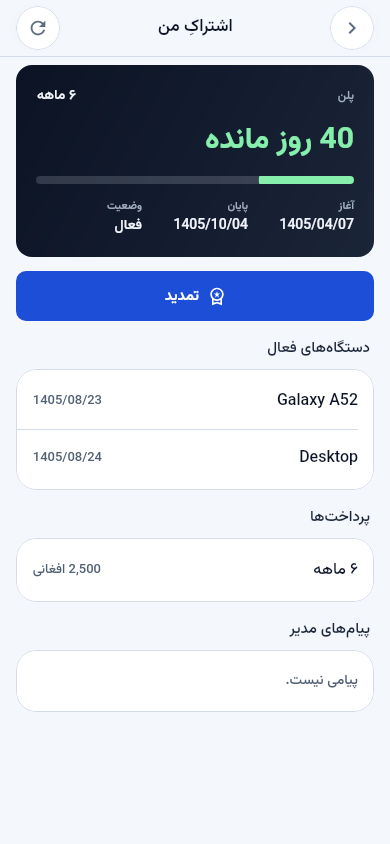 اشتراکِ من
پلن
۶ ماهه
40 روز مانده
آغاز
پایان
وضعیت
1405/04/07
1405/10/04
فعال
تمدید
دستگاه‌های فعال
Galaxy A52
1405/08/23
Desktop
1405/08/24
پرداخت‌ها
۶ ماهه
2,500 افغانی
پیام‌های مدیر
پیامی نیست.